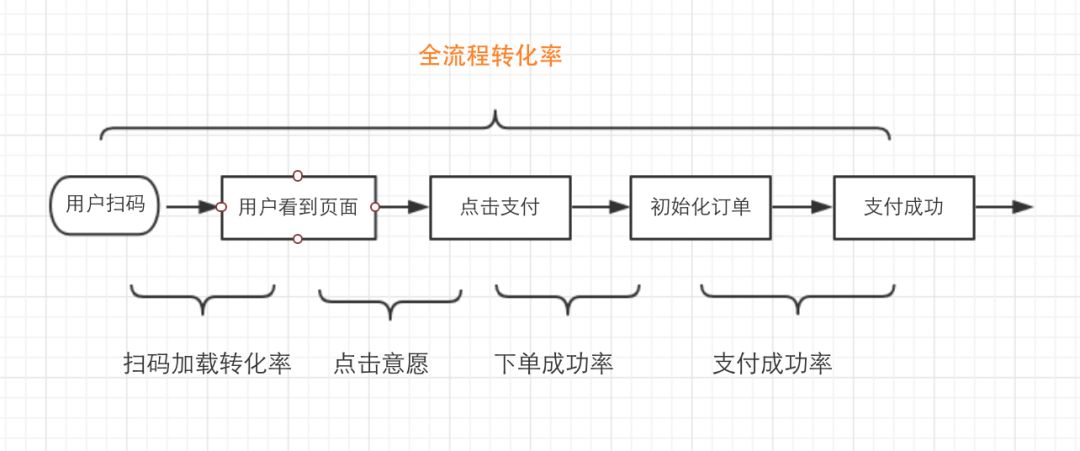 全流程转化率
用户扫码
用户看到页面
点击支付
初始化订单
支付成功
扫码加载转化率
点击意愿
下单成功率
支付成功率